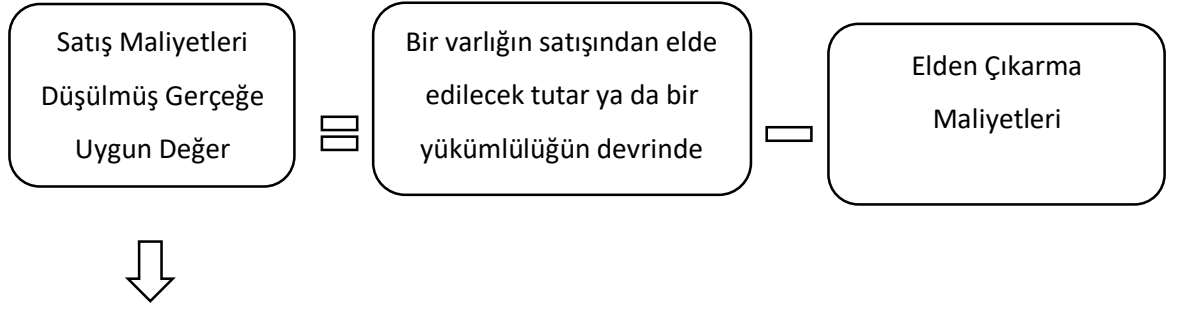 Satış Maliyetleri
Düşülmüş Gerçeğe
Uygun Değer
Bir varlığın satışından elde
edilecek tutar ya da bir
yükümlülüğün devrinde
Elden Çıkarma
Maliyetleri